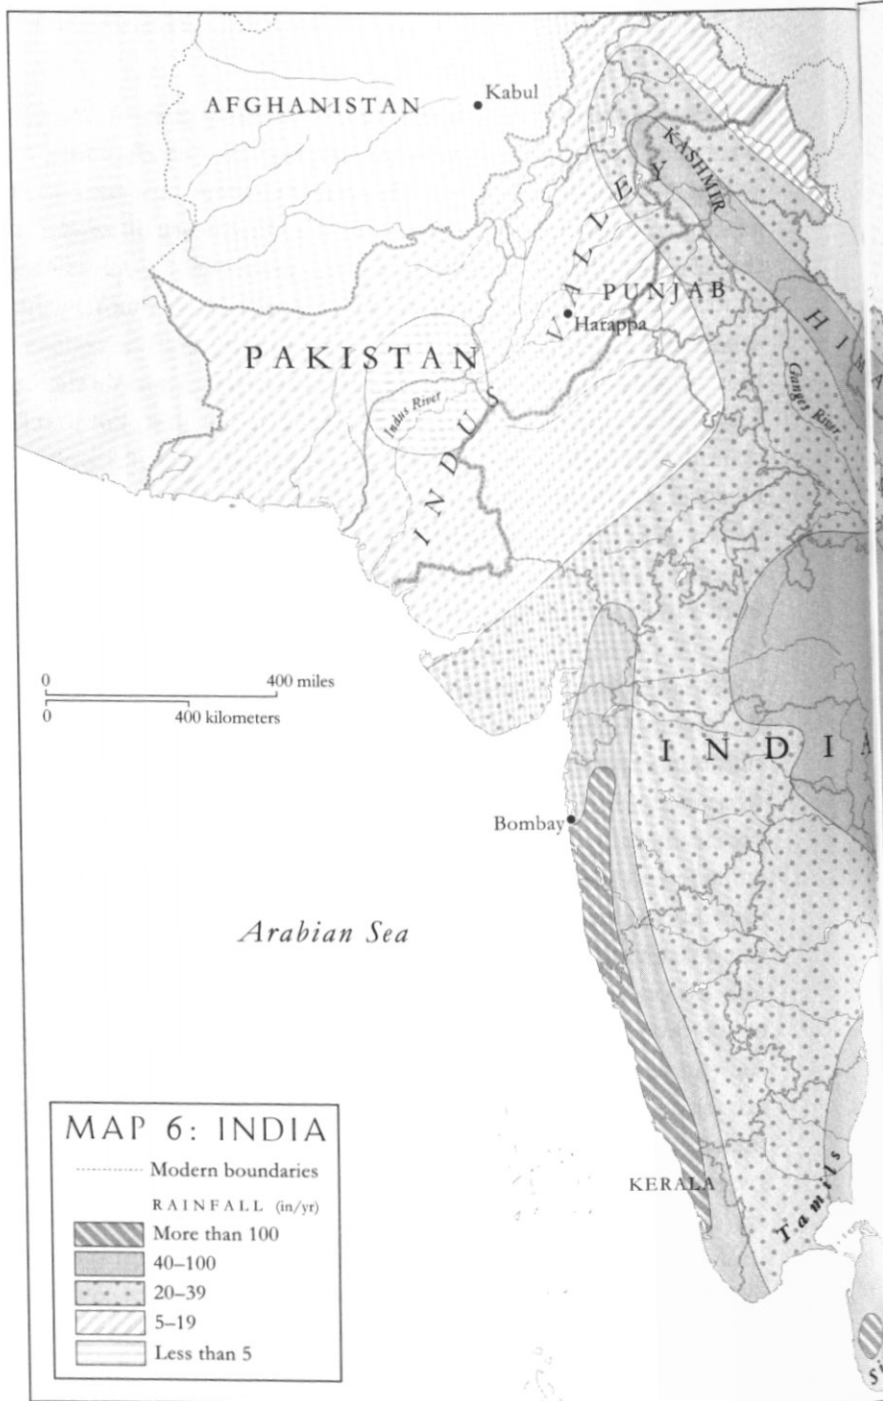 AFGHANISTAN
Kabul
KASHMIR
VALLEY
PUNJAB
Harappa
PAKISTAN
Indus River
INDUS
Ganges River
0 400 miles
0 400 kilometers
INDIA
Bombay
Arabian Sea
KERALA
Tamils
MAP 6: INDIA
Modern boundaries
RAINFALL (in/yr)
More than 100
40–100
20–39
5–19
Less than 5